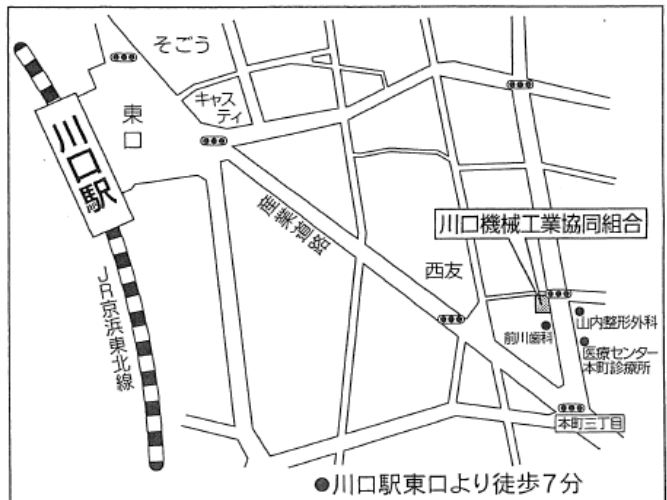 そごう
キャス
ティ
東口
川口駅
産業道路
川口機械工業協同組合
西友
JR京浜東北線
山内整形外科
前川歯科
医療センター
本町診療所
本町三丁目
●川口駅東口より徒歩7分